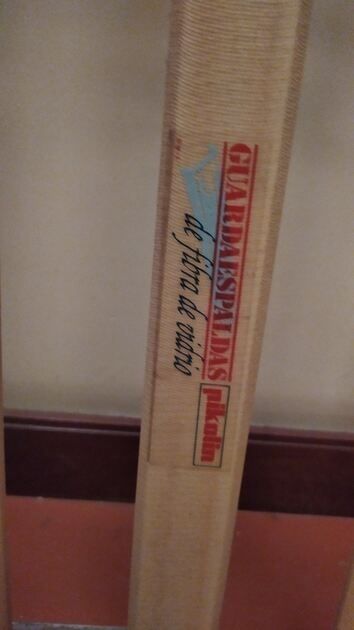 GUARDAESPALDAS
de fibra de vidrio
pikolin